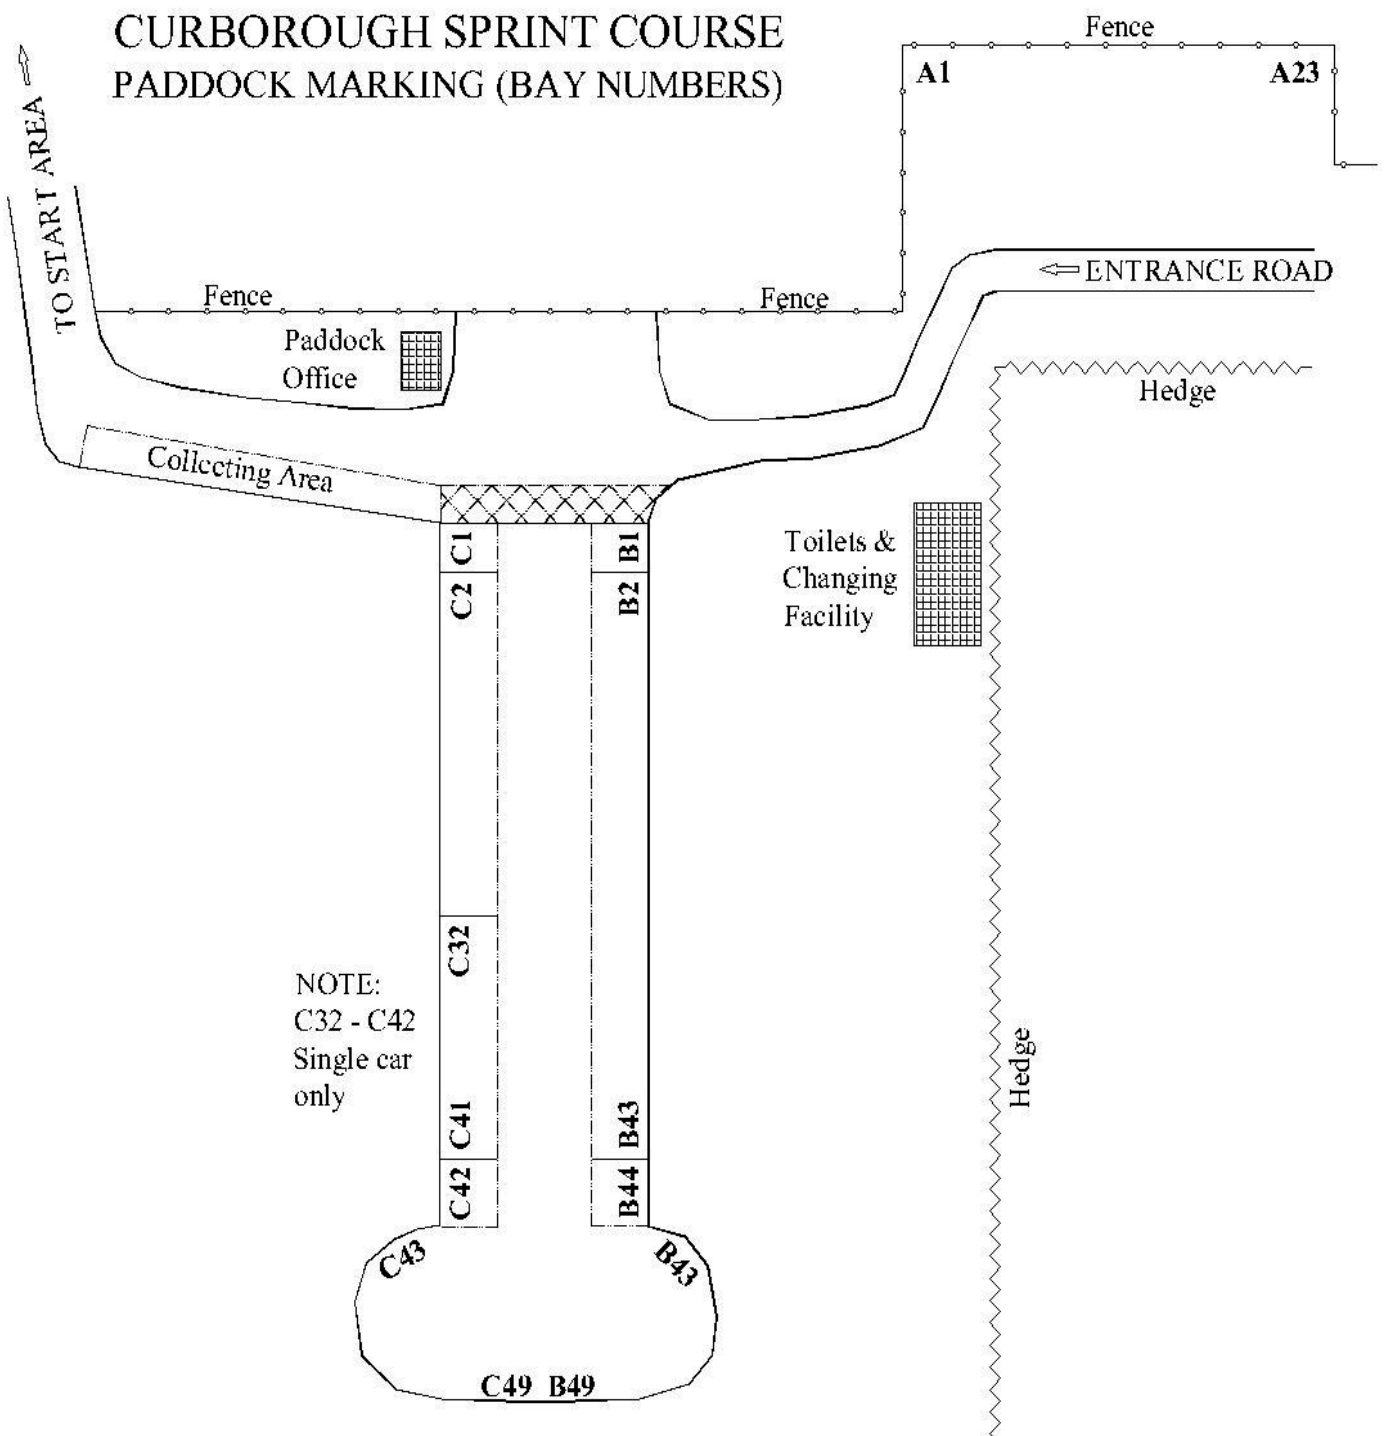 CURBOROUGH SPRINT COURSE
PADDOCK MARKING (BAY NUMBERS)
Fence
A1
A23
TO START AREA
ENTRANCE ROAD
Fence
Fence
Paddock
Office
Hedge
Collecting Area
C1
B1
Toilets &
Changing
Facility
C2
B2
C32
NOTE:
C32 - C42
Single car
only
Hedge
C41
B43
C42
B44
C43
B43
C49 B49